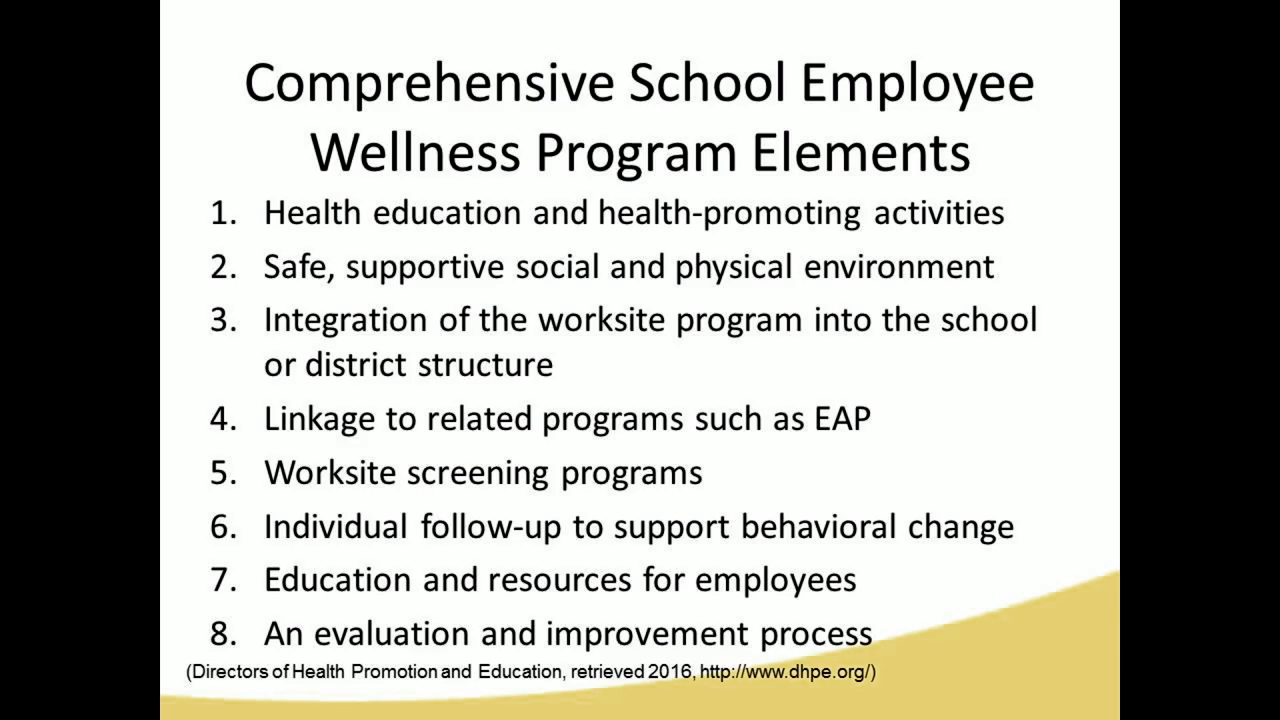 Comprehensive School Employee
Wellness Program Elements
1. Health education and health-promoting activities
2. Safe, supportive social and physical environment
3. Integration of the worksite program into the school
or district structure
4. Linkage to related programs such as EAP
5. Worksite screening programs
6. Individual follow-up to support behavioral change
7. Education and resources for employees
8. An evaluation and improvement process
(Directors of Health Promotion and Education, retrieved 2016, http://www.dhpe.org/)